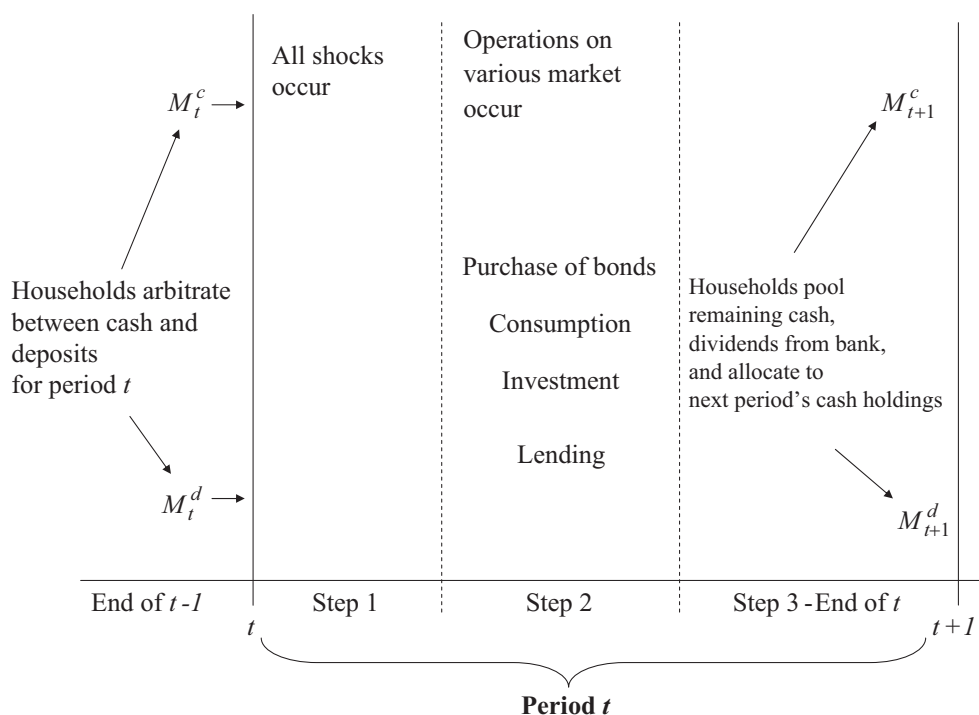 All shocks
occur
Operations on
various market
occur
M_t^c
M_{t+1}^c
Households arbitrate
between cash and
deposits
for period t
Purchase of bonds
Consumption
Investment
Lending
Households pool
remaining cash,
dividends from bank,
and allocate to
next period's cash holdings
M_t^d
M_{t+1}^d
End of t-1
Step 1
Step 2
Step 3 -End of t
t
t+1
Period t